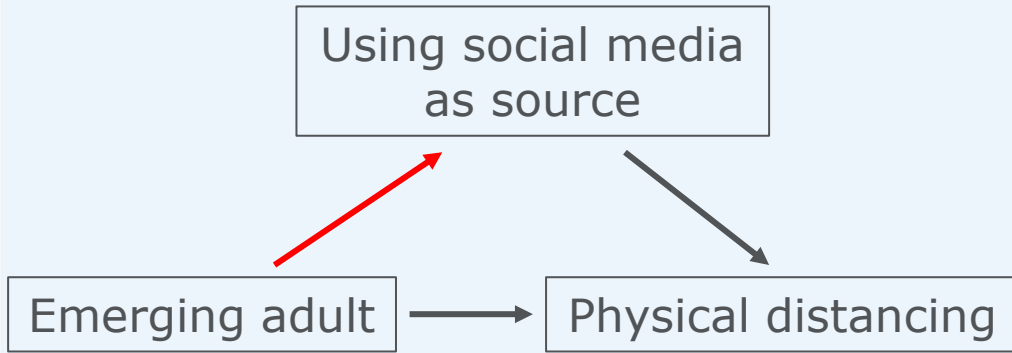 Using social media
as source
Emerging adult
Physical distancing